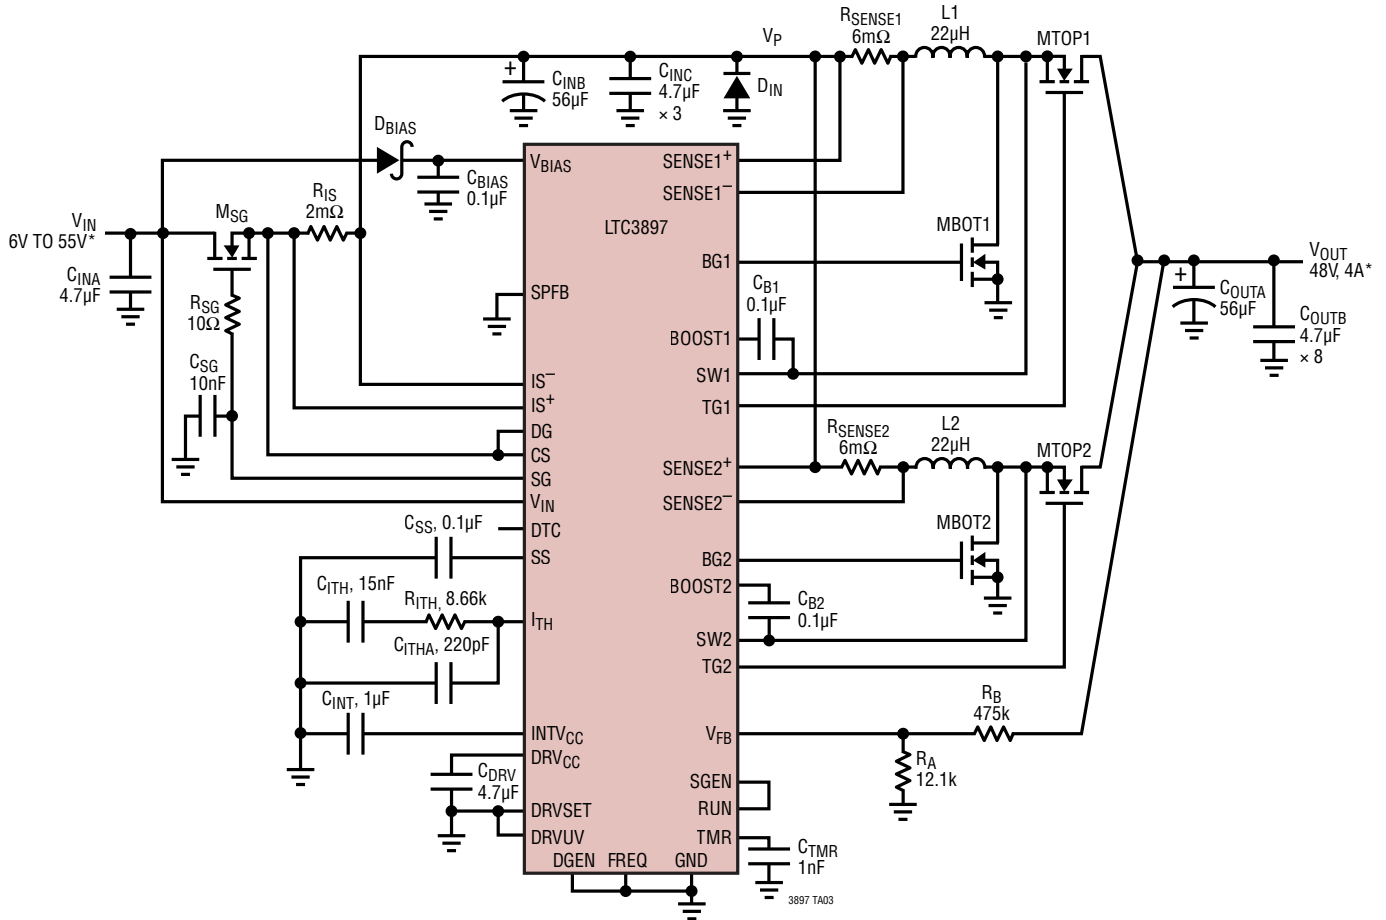 RSENSE1
6mΩ
L1
22µH
MTOP1
VP
+
CINB
56µF
CINC
4.7µF
× 3
DIN
DBIAS
CBIAS
0.1µF
VBIAS
SENSE1+
SENSE1–
LTC3897
RIS
2mΩ
MSG
VIN
6V TO 55V*
CINA
4.7µF
MBOT1
BG1
VOUT
48V, 4A*
+
COUTA
56µF
COUTB
4.7µF
× 8
SPFB
RSG
10Ω
CB1
0.1µF
BOOST1
SW1
TG1
CSG
10nF
IS–
IS+
DG
CS
SG
VIN
RSENSE2
6mΩ
L2
22µH
MTOP2
SENSE2+
SENSE2–
MBOT2
DTC
CSS, 0.1µF
SS
BG2
BOOST2
CB2
0.1µF
SW2
TG2
CITH, 15nF
RITH, 8.66k
ITH
CITHA, 220pF
CINT, 1µF
INTVCC
DRVCC
VFB
RB
475k
RA
12.1k
CDRV
4.7µF
SGEN
RUN
DRVSET
DRVUV
TMR
CTMR
1nF
DGEN FREQ GND
3897 TA03